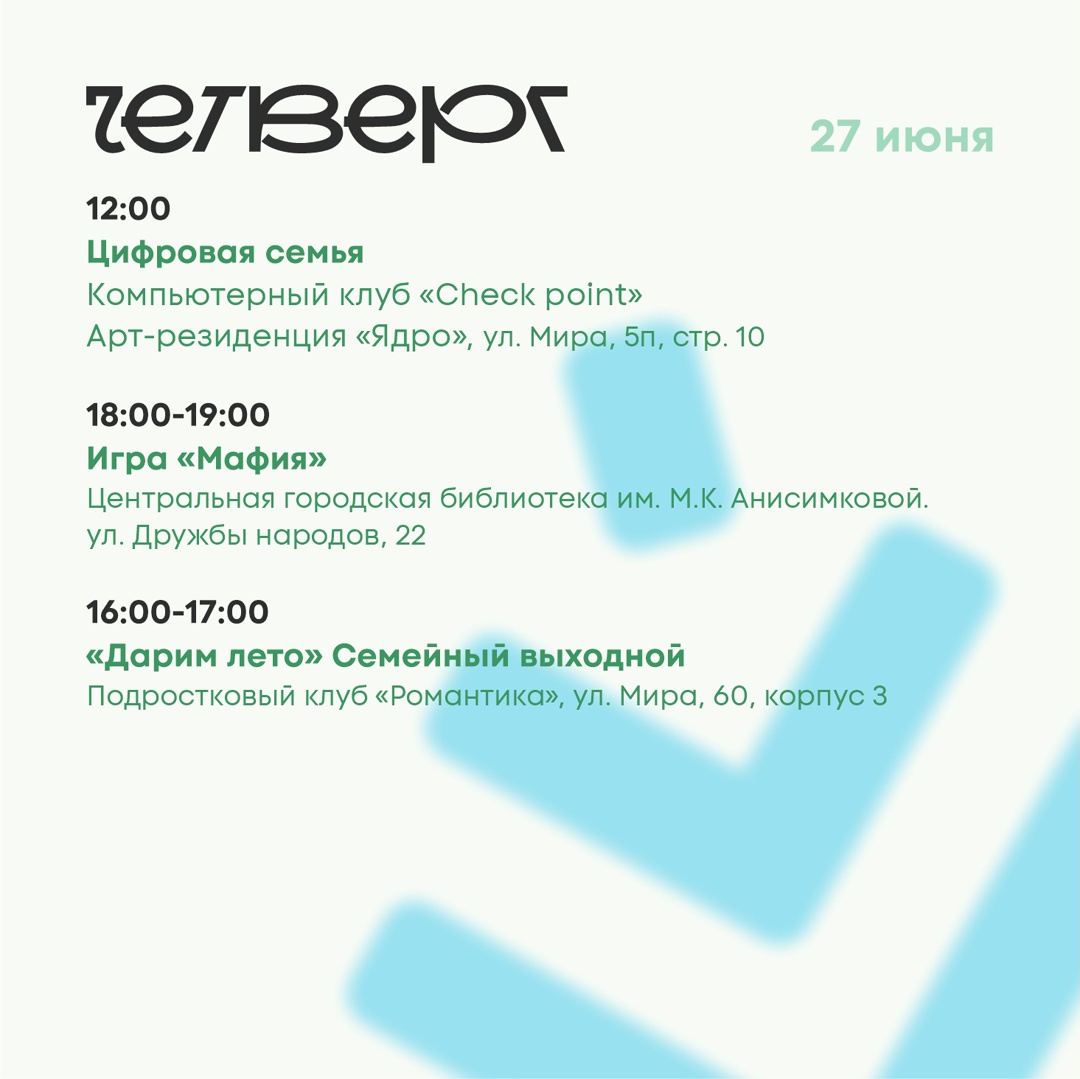 четверг
27 июня
12:00
Цифровая семья
Компьютерный клуб «Check point»
Арт-резиденция «Ядро», ул. Мира, 5п, стр. 10
18:00-19:00
Игра «Мафия»
Центральная городская библиотека им. М.К. Анисимковой.
ул. Дружбы народов, 22
16:00-17:00
«Дарим лето» Семейный выходной
Подростковый клуб «Романтика», ул. Мира, 60, корпус 3